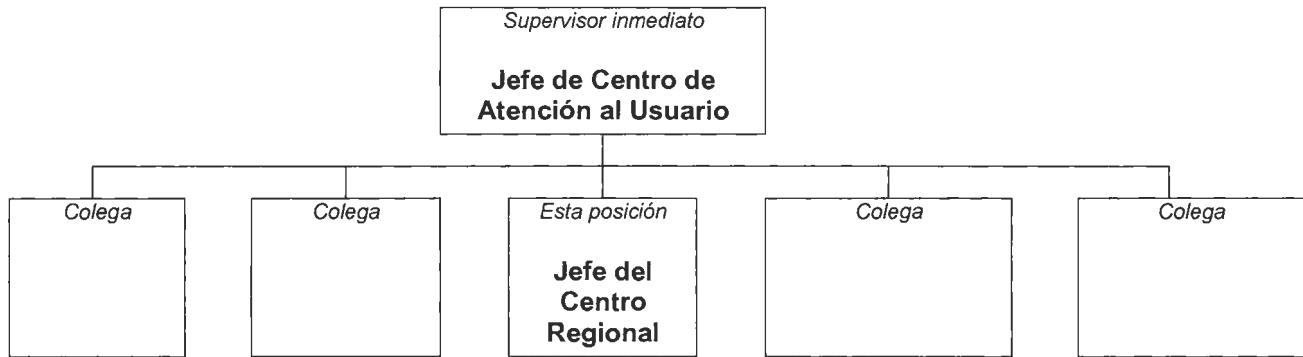 Supervisor inmediato
Jefe de Centro de
Atención al Usuario
Colega
Colega
Esta posición
Jefe del
Centro
Regional
Colega
Colega